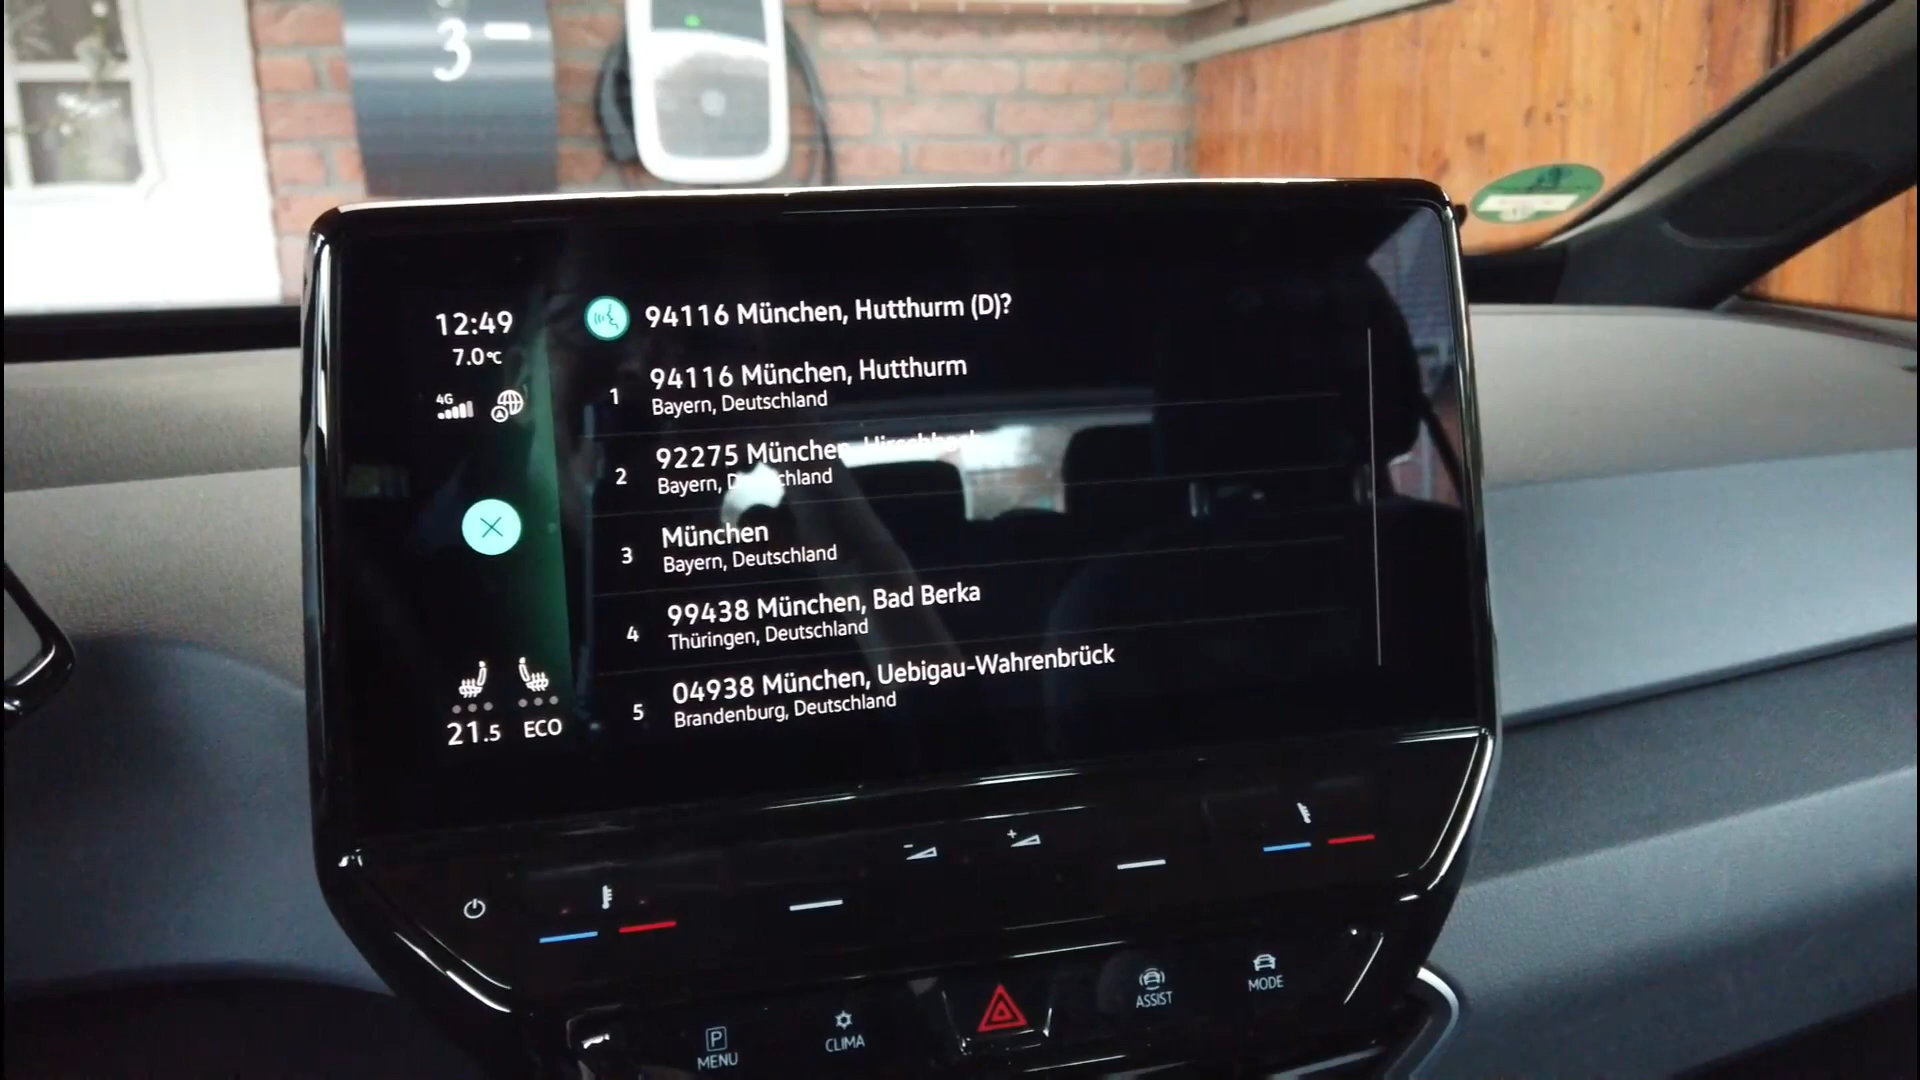 3
12:49
7.0°C
4G
94116 München, Hutthurm (D)?
1
94116 München, Hutthurm
Bayern, Deutschland
2
92275 München, Hirschbach
Bayern, Deutschland
3
München
Bayern, Deutschland
4
99438 München, Bad Berka
Thüringen, Deutschland
5
04938 München, Uebigau-Wahrenbrück
Brandenburg, Deutschland
21.5
ECO
P
MENU
CLIMA
ASSIST
MODE